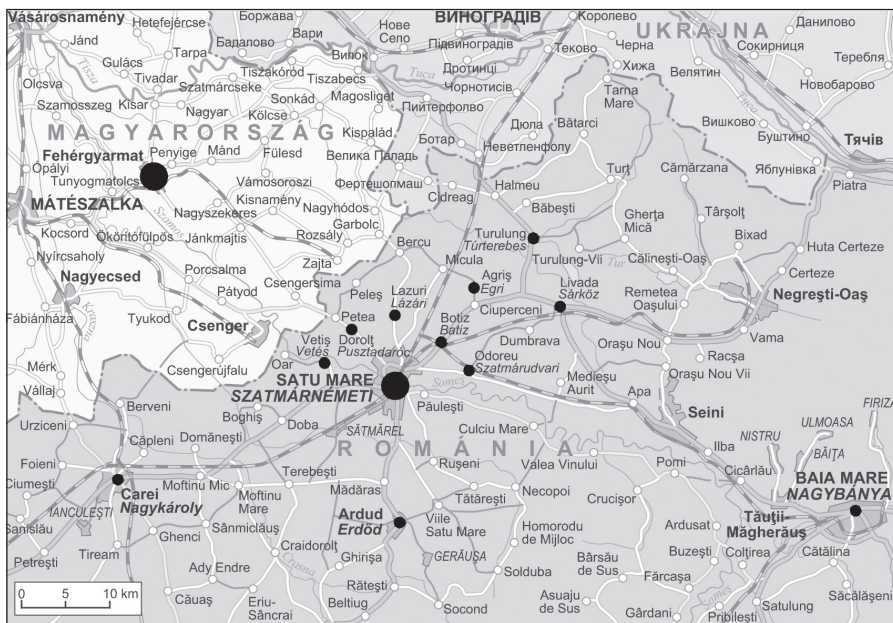 Vásárosnamény
Hetefejércse
Боржава
Вари
Нове
Село
ВИНОГРАДІВ
Королево
UKRAJNA
Данилово
Jánd
Tarpa
Бадалово
Підвиноградів
Черна
Сокирниця
Gulács
Tivadar
Tisza
Tiszakóród
Вилок
Теково
Хижа
Теребля
Olcsva
Szatmárcseke
Tiszabecs
Tuca
Дротинці
Велятин
Новобарово
Szamosszeg
Kisar
Sonkád
Magosliget
Чорнотисів
Tarna
Mare
Nagyar
Kölcse
Пийтерфолво
Вишково
MAGYARORSZÁG
Kispalád
Ботар
Дюла
Bătarci
Буштино
Тячів
Fehérgyarmat
Penyige
Mánd
Fülesd
Велика Паладь
Неветленфолу
Яблунівка
Ópályi
Tunyogmatolcs
Vámosoroszi
Фертешолмаш
Turț
Cămărzana
Piatra
MÁTÉSZALKA
Szamos
Kisnamény
Cidreag
Halmeu
Nagyszekeres
Nagyhódos
Băbești
Târșolț
Garbolc
Turulung
Túrterebes
Gherța
Mică
Kocsord
Ököritófülpös
Jánkmajtis
Rozsály
Bercu
Bixad
Nyírcsaholy
Zajta
Micula
Turulung-Vii
Tur
Călinești-Oaș
Huta Certeze
Nagyecsed
Porcsalma
Csengersima
Lazuri
Lázári
Agriș
Egri
Livada
Sárköz
Certeze
Peleș
Remetea
Oașului
Negrești-Oaș
Fábiánháza
Kraszna
Pátyod
Petea
Ciuperceni
Tyukod
Csenger
Vetiș
Vetés
Dorolț
Pusztadaróc
Botiz
Batiz
Vama
Dumbrava
Orașu Nou
Mérk
Oar
Odoreu
Szatmárudvari
Racșa
Csengerújfalu
SATU MARE
SZATMÁRNÉMETI
Someș
Medieșu
Aurit
Orașu Nou Vii
Vállaj
Apa
Berveni
Boghiș
Păulești
Seini
FIRIZA
Urziceni
Doba
SĂTMĂREL
Culciu Mare
ULMOASA
Căpleni
Domănești
ROMÁNIA
NISTRU
BĂIȚA
Foieni
Terebești
Rușeni
Valea Vinului
Pomi
Ilba
Ciumești
Moftinu Mic
Cicârlău
BAIA MARE
NAGYBÁNYA
Carei
Nagykároly
Moftinu
Mare
Mădăras
Tătărești
Necopoi
Crucișor
IANCULEȘTI
Ardud
Erdőd
Sanislău
Sânmiclăuș
Viile
Satu Mare
Ardusat
Tăuții-
Măgherăuș
Ghenci
Homorodu
de Mijloc
Craidorolț
Ghirișa
GERĂUȘA
Buzești
Colțirea
Petrești
Tiream
Crasna
Bârsău
de Sus
Cătălina
Ady Endre
Solduba
Fărcașa
Rătești
Someș
Săcălășeni
Căuaș
Eriu-
Sâncrai
Asuaju
de Sus
Beltiug
Socond
Gârdani
Pribilești
Satulung
0 5 10 km